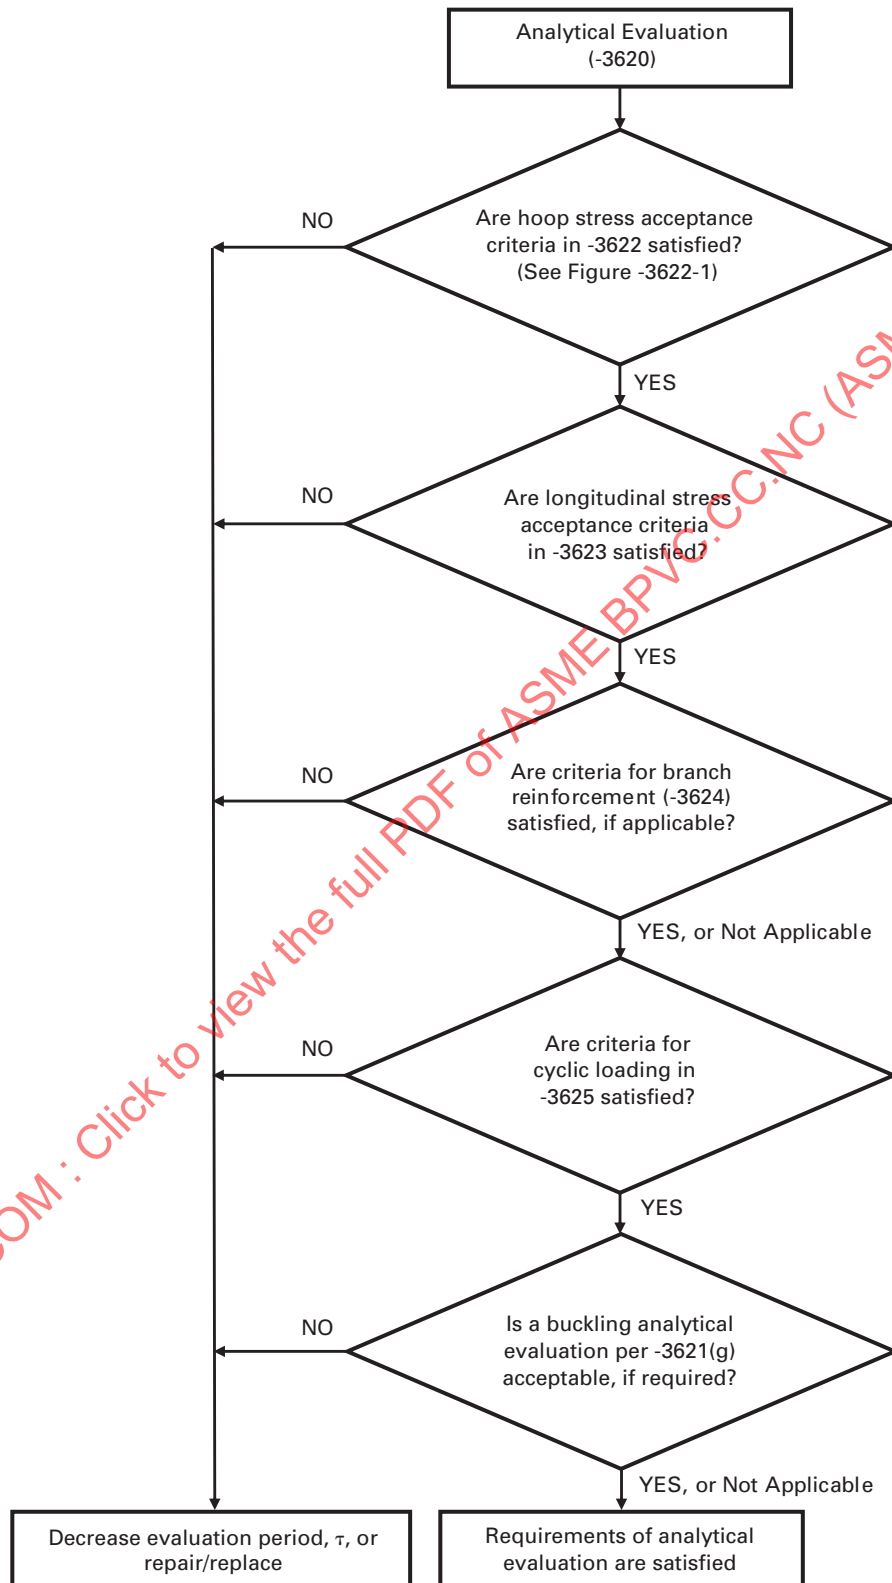 Analytical Evaluation
(-3620)
Are hoop stress acceptance
criteria in -3622 satisfied?
(See Figure -3622-1)
NO
YES
Are longitudinal stress
acceptance criteria
in -3623 satisfied?
NO
YES
Are criteria for branch
reinforcement (-3624)
satisfied, if applicable?
NO
YES, or Not Applicable
Are criteria for
cyclic loading in
-3625 satisfied?
NO
YES
Is a buckling analytical
evaluation per -3621(g)
acceptable, if required?
NO
YES, or Not Applicable
Decrease evaluation period, τ, or
repair/replace
Requirements of analytical
evaluation are satisfied
COM : Click to view the full PDF of ASME BPVC.CC.NC (ASM